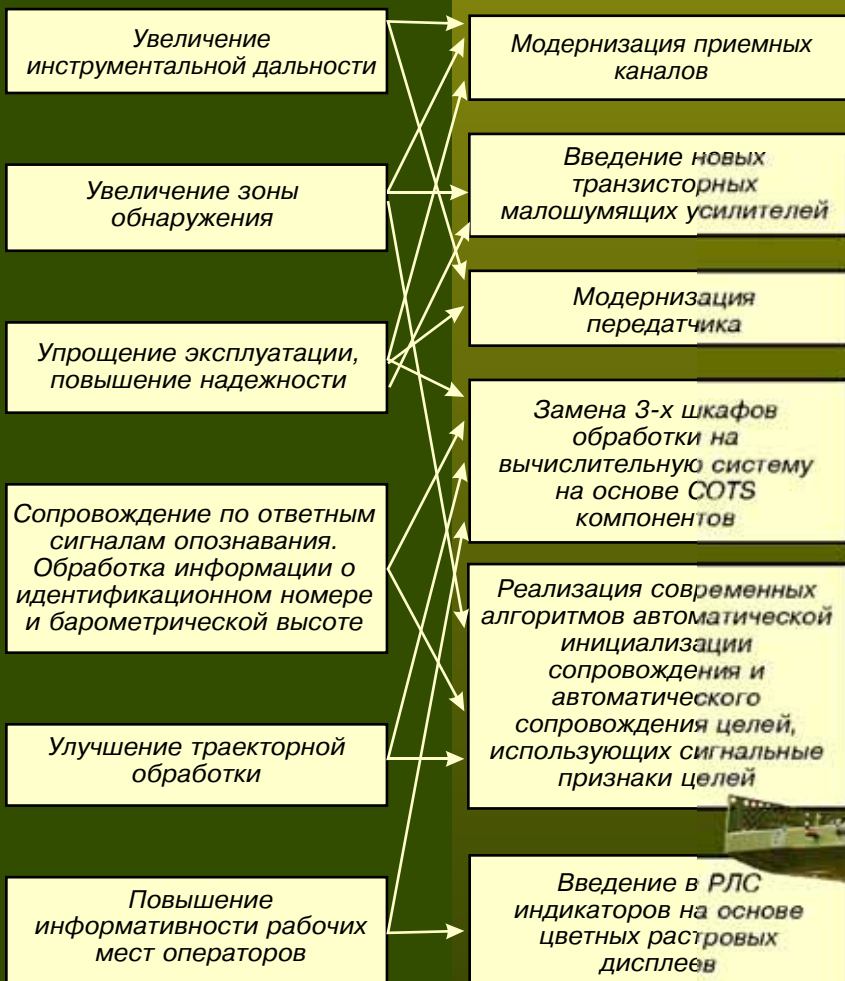 Увеличение
инструментальной дальности
Увеличение зоны
обнаружения
Упрощение эксплуатации,
повышение надежности
Сопровождение по ответным
сигналам опознавания.
Обработка информации о
идентификационном номере
и барометрической высоте
Улучшение траекторной
обработки
Повышение
информативности рабочих
мест операторов
Модернизация приемных
каналов
Введение новых
транзисторных
малошумящих усилителей
Модернизация
передатчика
Замена 3-х шкафов
обработки на
вычислительную систему
на основе COTS
компонентов
Реализация современных
алгоритмов автоматической
инициализации
сопровождения и
автоматического
сопровождения целей,
использующих сигнальные
признаки целей
Введение в РЛС
индикаторов на основе
цветных растровых
дисплеев